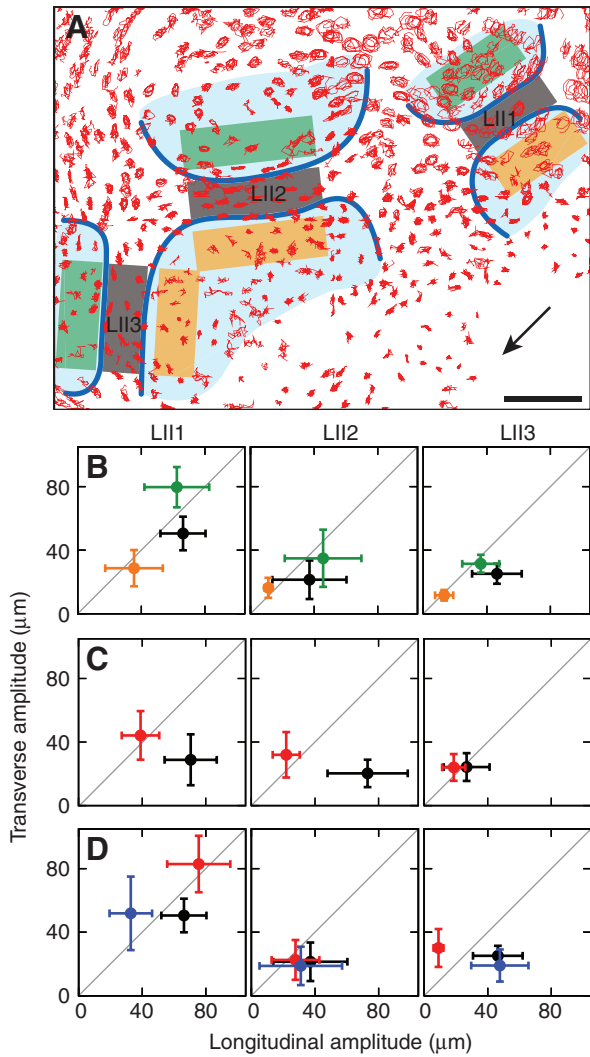 A
LII1
LII2
LII3
LII1 LII2 LII3
B
80
40
0
C
80
40
0
D
80
40
0
0 40 80 0 40 80 0 40 80
Transverse amplitude (μm)
Longitudinal amplitude (μm)